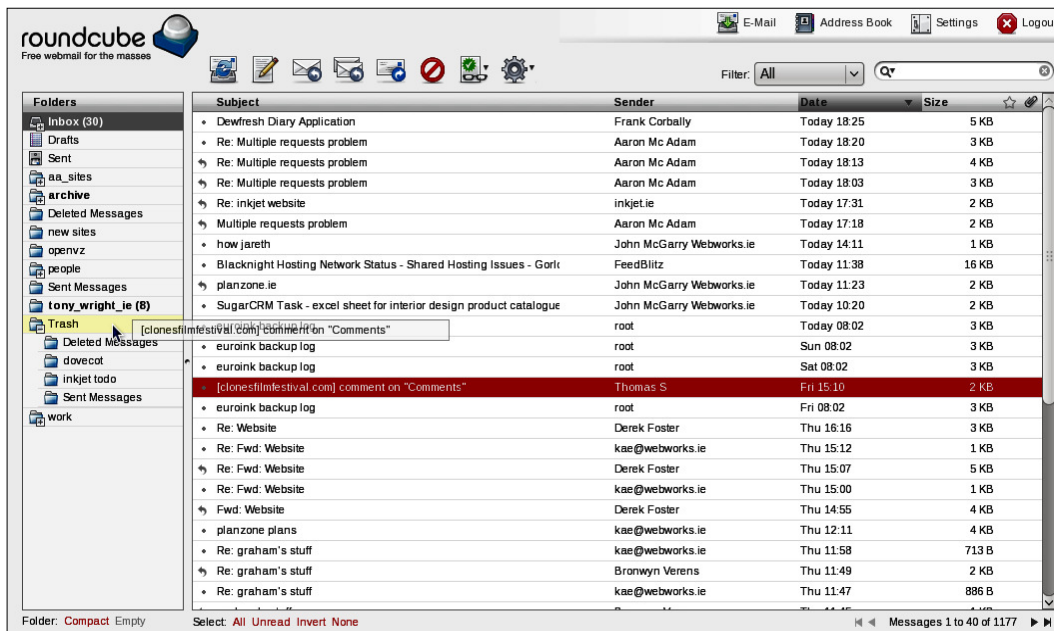 roundcube
Free webmail for the masses
E-Mail Address Book Settings Logou
Filter: All
Folders
Inbox (30)
Drafts
Sent
aa_sites
archive
Deleted Messages
new sites
openvz
people
Sent Messages
tony_wright_ie (8)
Trash
Deleted Messages
dovecot
inkjet todo
Sent Messages
work
Subject Sender Date Size
Dewfresh Diary Application Frank Corbally Today 18:25 5 KB
Re: Multiple requests problem Aaron Mc Adam Today 18:20 3 KB
Re: Multiple requests problem Aaron Mc Adam Today 18:13 4 KB
Re: Multiple requests problem Aaron Mc Adam Today 18:03 3 KB
Re: inkjet website inkjet.ie Today 17:31 2 KB
Multiple requests problem Aaron Mc Adam Today 17:18 2 KB
how jareth John McGarry Webworks.ie Today 14:11 1 KB
Blacknight Hosting Network Status - Shared Hosting Issues - Gorlo FeedBlitz Today 11:38 16 KB
planzone.ie John McGarry Webworks.ie Today 11:23 2 KB
SugarCRM Task - excel sheet for interior design product catalogue John McGarry Webworks.ie Today 10:20 2 KB
euroink backup log root Today 08:02 3 KB
[clonesfilmfestival.com] comment on "Comments"
euroink backup log root Sun 08:02 3 KB
euroink backup log root Sat 08:02 3 KB
[clonesfilmfestival.com] comment on "Comments" Thomas S Fri 15:10 2 KB
euroink backup log root Fri 08:02 3 KB
Re: Website Derek Foster Thu 16:16 3 KB
Re: Fwd: Website kae@webworks.ie Thu 15:12 1 KB
Re: Fwd: Website Derek Foster Thu 15:07 5 KB
Re: Fwd: Website kae@webworks.ie Thu 15:00 1 KB
Fwd: Website Derek Foster Thu 14:55 4 KB
planzone plans kae@webworks.ie Thu 12:11 4 KB
Re: graham's stuff kae@webworks.ie Thu 11:58 713 B
Re: graham's stuff Bronwyn Verens Thu 11:49 2 KB
Re: graham's stuff kae@webworks.ie Thu 11:47 886 B
Folder: Compact Empty
Select: All Unread Invert None
Messages 1 to 40 of 1177